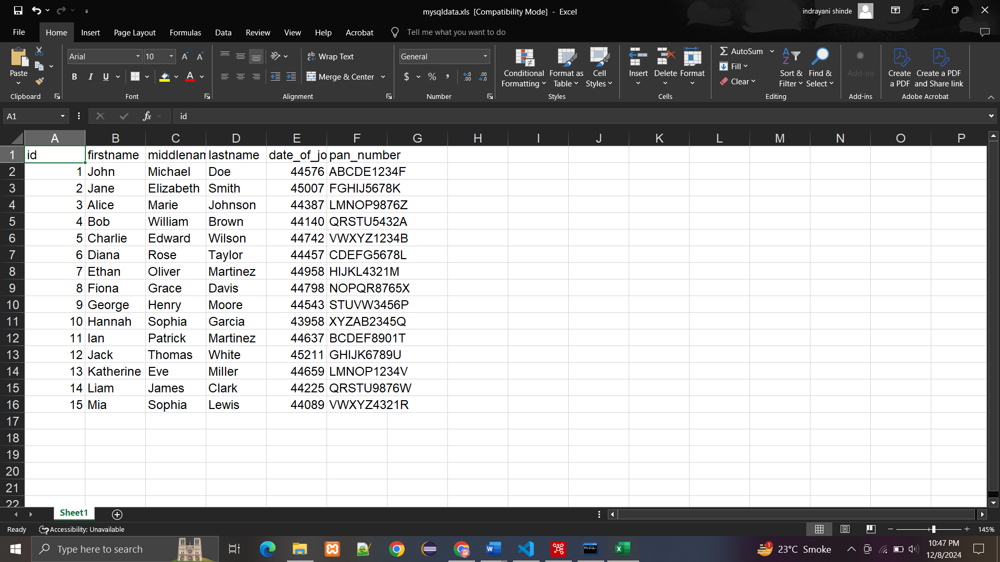 mysqldata.xls [Compatibility Mode] - Excel
indrayani shinde
File Home Insert Page Layout Formulas Data Review View Help Acrobat Tell me what you want to do
Paste
Clipboard
Arial 10
B I U A
Font
ab Wrap Text
Merge & Center
Alignment
General
$ % ,
Number
Conditional Formatting
Format as Table
Cell Styles
Styles
Insert Delete Format
Cells
AutoSum
Fill
Clear
Sort & Filter
Find & Select
Editing
Add-ins
Add-ins
Create a PDF
Create a PDF and Share link
Adobe Acrobat
A1 fx id
A B C D E F G H I J K L M N O P
1 id firstname middlenam lastname date_of_jo pan_number
2 1 John Michael Doe 44576 ABCDE1234F
3 2 Jane Elizabeth Smith 45007 FGHIJ5678K
4 3 Alice Marie Johnson 44387 LMNOP9876Z
5 4 Bob William Brown 44140 QRSTU5432A
6 5 Charlie Edward Wilson 44742 VWXYZ1234B
7 6 Diana Rose Taylor 44457 CDEFG5678L
8 7 Ethan Oliver Martinez 44958 HIJKL4321M
9 8 Fiona Grace Davis 44798 NOPQR8765X
10 9 George Henry Moore 44543 STUVW3456P
11 10 Hannah Sophia Garcia 43958 XYZAB2345Q
12 11 Ian Patrick Martinez 44637 BCDEF8901T
13 12 Jack Thomas White 45211 GHIJK6789U
14 13 Katherine Eve Miller 44659 LMNOP1234V
15 14 Liam James Clark 44225 QRSTU9876W
16 15 Mia Sophia Lewis 44089 VWXYZ4321R
17
18
19
20
21
22
Sheet1
Ready Accessibility: Unavailable 145%
Type here to search
23°C Smoke
10:47 PM
12/8/2024